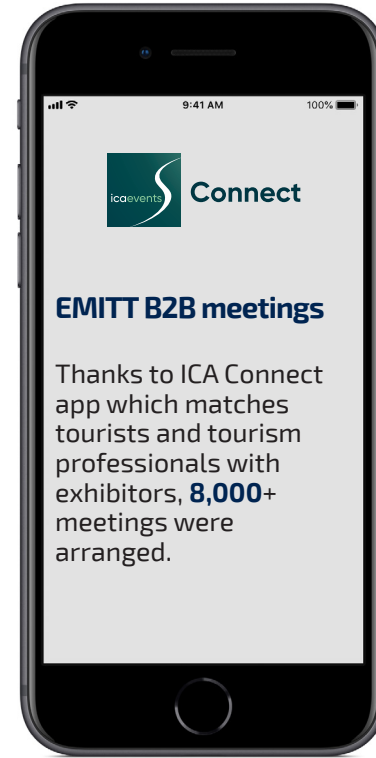 9:41 AM
100%
icaevents
Connect
EMITT B2B meetings
Thanks to ICA Connect
app which matches
tourists and tourism
professionals with
exhibitors, 8,000+
meetings were
arranged.